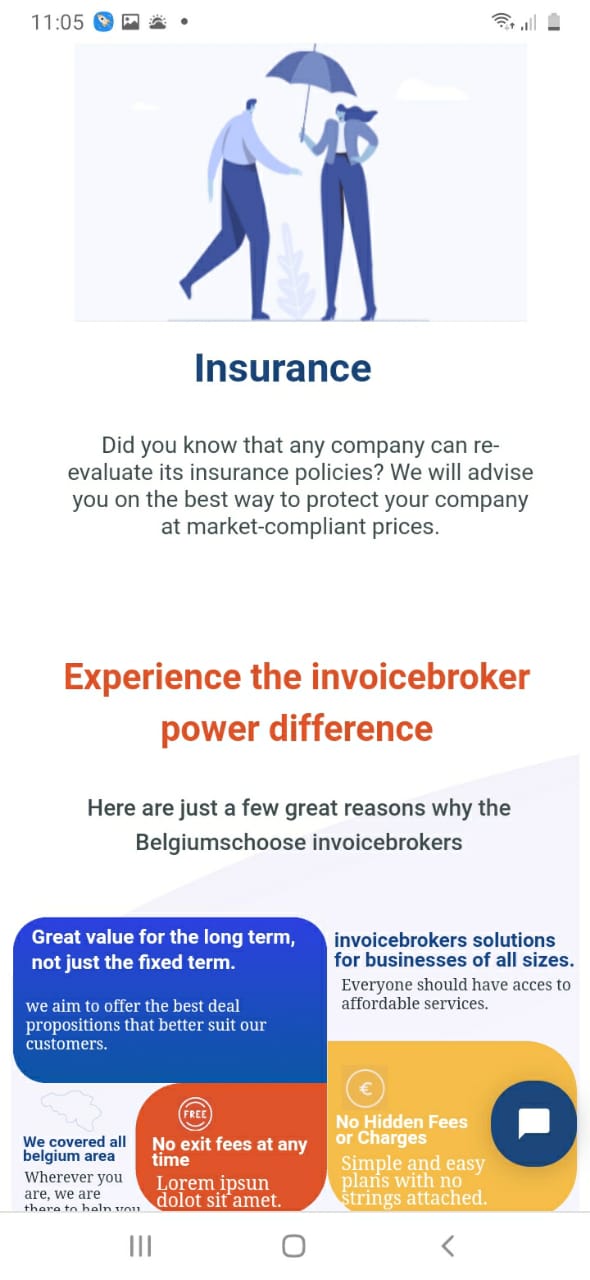 11:05
Insurance
Did you know that any company can re-
evaluate its insurance policies? We will advise
you on the best way to protect your company
at market-compliant prices.
Experience the invoicebroker
power difference
Here are just a few great reasons why the
Belgiumschoose invoicebrokers
Great value for the long term,
not just the fixed term.
we aim to offer the best deal
propositions that better suit our
customers.
invoicebrokers solutions
for businesses of all sizes.
Everyone should have acces to
affordable services.
We covered all
belgium area
Wherever you
are, we are
there to help you
FREE
No exit fees at any
time
Lorem ipsun
dolot sit amet.
€
No Hidden Fees
or Charges
Simple and easy
plans with no
strings attached.